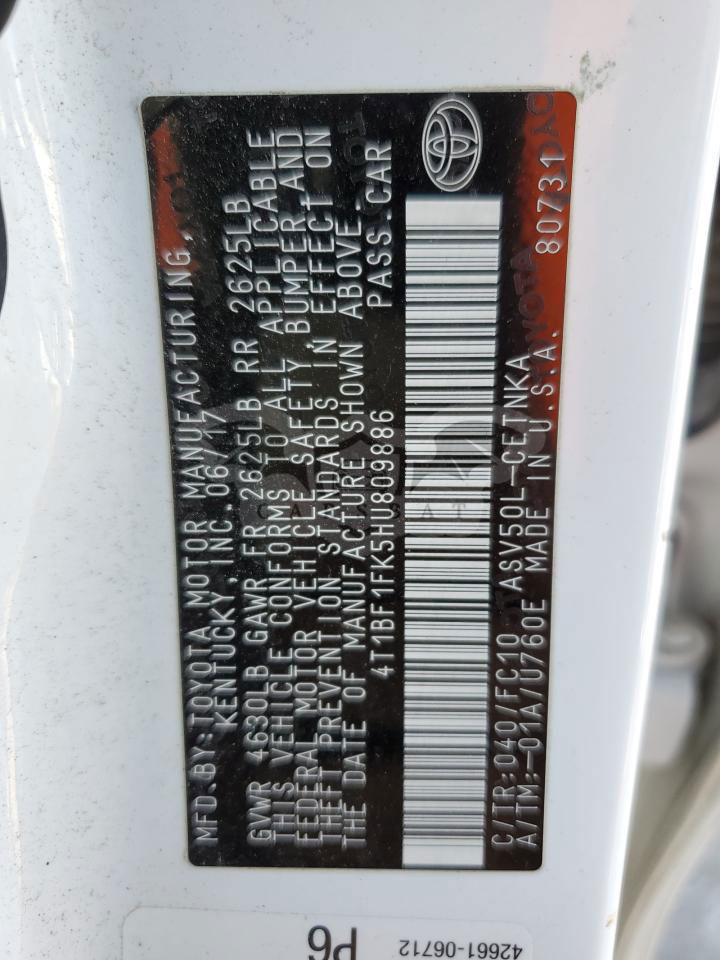 MFD.BY:TOYOTA MOTOR MANUFACTURING,
KENTUCKY, INC. 06/17
GVWR 4630LB GAWR FR 2625LB RR 2625LB
THIS VEHICLE CONFORMS TO ALL APPLICABLE
FEDERAL MOTOR VEHICLE SAFETY, BUMPER AND
THEFT PREVENTION STANDARDS IN EFFECT ON
THE DATE OF MANUFACTURE SHOWN ABOVE.
4T1BF1FK5HU809886 PASS.CAR
C/TR:040/FC10 ASV50L-CETNKA
A/TM:-01A/U760E MADE IN U.S.A. 80731
TOYOTA
P6
42661-06712